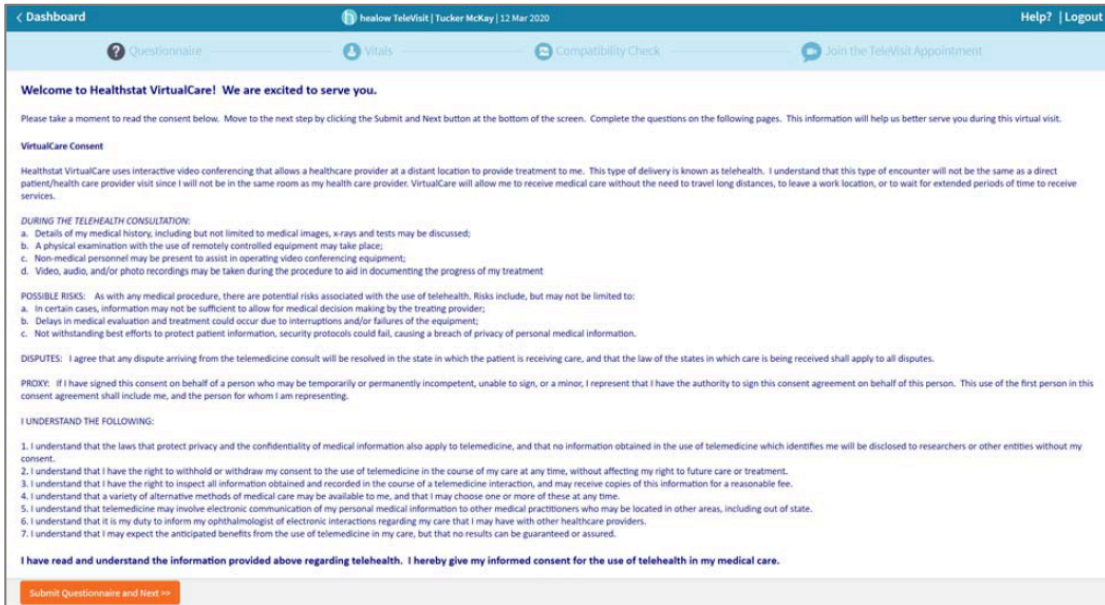 < Dashboard
healow TeleVisit | Tucker McKay | 12 Mar 2020
Help? | Logout
Questionnaire
Vitals
Compatibility Check
Join the TeleVisit Appointment
Welcome to Healthstat VirtualCare! We are excited to serve you.
Please take a moment to read the consent below. Move to the next step by clicking the Submit and Next button at the bottom of the screen. Complete the questions on the following pages. This information will help us better serve you during this virtual visit.
VirtualCare Consent
Healthstat VirtualCare uses interactive video conferencing that allows a healthcare provider at a distant location to provide treatment to me. This type of delivery is known as telehealth. I understand that this type of encounter will not be the same as a direct
patient/health care provider visit since I will not be in the same room as my health care provider. VirtualCare will allow me to receive medical care without the need to travel long distances, to leave a work location, or to wait for extended periods of time to receive
services.
DURING THE TELEHEALTH CONSULTATION:
a. Details of my medical history, including but not limited to medical images, x-rays and tests may be discussed;
b. A physical examination with the use of remotely controlled equipment may take place;
c. Non-medical personnel may be present to assist in operating video conferencing equipment;
d. Video, audio, and/or photo recordings may be taken during the procedure to aid in documenting the progress of my treatment
POSSIBLE RISKS: As with any medical procedure, there are potential risks associated with the use of telehealth. Risks include, but may not be limited to:
a. In certain cases, information may not be sufficient to allow for medical decision making by the treating provider;
b. Delays in medical evaluation and treatment could occur due to interruptions and/or failures of the equipment;
c. Not withstanding best efforts to protect patient information, security protocols could fail, causing a breach of privacy of personal medical information.
DISPUTES: I agree that any dispute arriving from the telemedicine consult will be resolved in the state in which the patient is receiving care, and that the law of the states in which care is being received shall apply to all disputes.
PROXY: If I have signed this consent on behalf of a person who may be temporarily or permanently incompetent, unable to sign, or a minor, I represent that I have the authority to sign this consent agreement on behalf of this person. This use of the first person in this
consent agreement shall include me, and the person for whom I am representing.
I UNDERSTAND THE FOLLOWING:
1. I understand that the laws that protect privacy and the confidentiality of medical information also apply to telemedicine, and that no information obtained in the use of telemedicine which identifies me will be disclosed to researchers or other entities without my
consent.
2. I understand that I have the right to withhold or withdraw my consent to the use of telemedicine in the course of my care at any time, without affecting my right to future care or treatment.
3. I understand that I have the right to inspect all information obtained and recorded in the course of a telemedicine interaction, and may receive copies of this information for a reasonable fee.
4. I understand that a variety of alternative methods of medical care may be available to me, and that I may choose one or more of these at any time.
5. I understand that telemedicine may involve electronic communication of my personal medical information to other medical practitioners who may be located in other areas, including out of state.
6. I understand that it is my duty to inform my ophthalmologist of electronic interactions regarding my care that I may have with other healthcare providers.
7. I understand that I may expect the anticipated benefits from the use of telemedicine in my care, but that no results can be guaranteed or assured.
I have read and understand the information provided above regarding telehealth. I hereby give my informed consent for the use of telehealth in my medical care.
Submit Questionnaire and Next >>